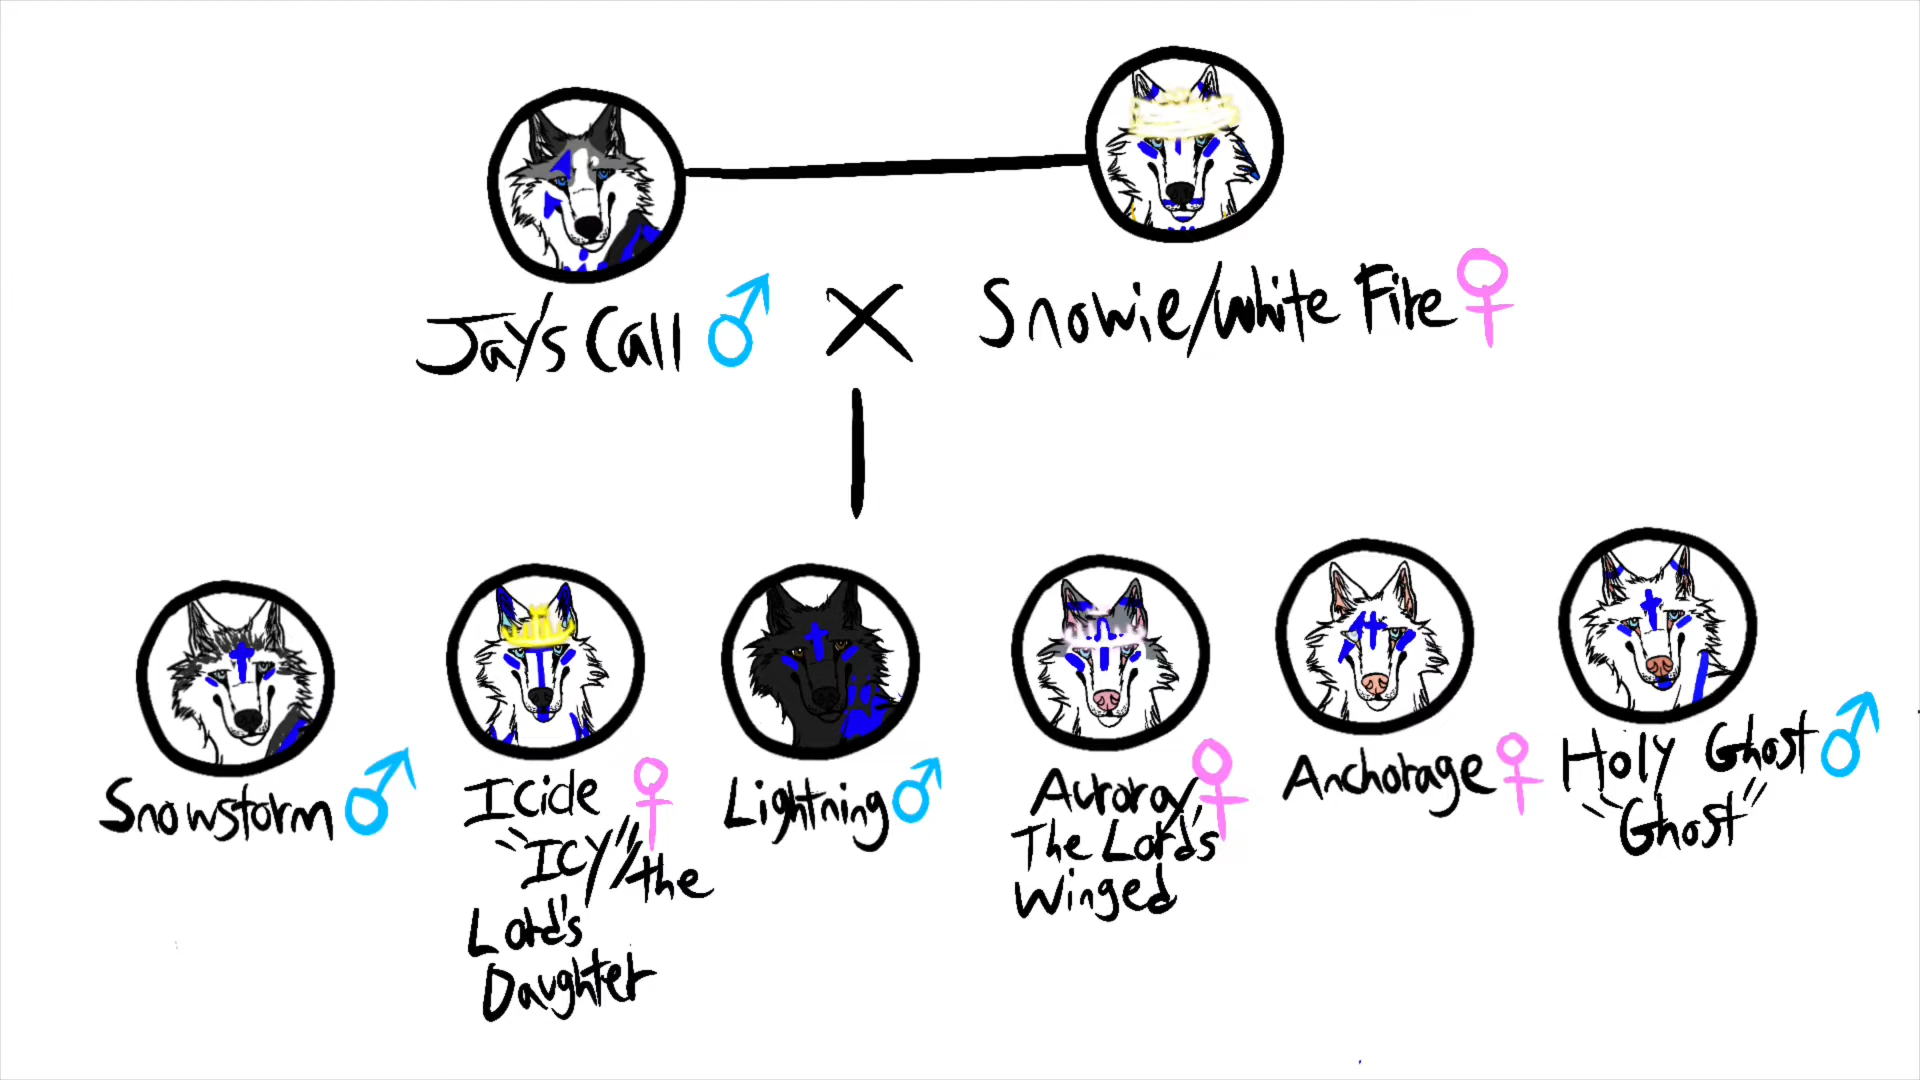 Jay's Call ♂ X Snowie/White Fire ♀
Snowstorm ♂
Icicle ♀
"ICY"/the
Lord's
Daughter
Lightning ♂
Aurora/ ♀
The Lord's
Winged
Anchorage ♀
Holy Ghost ♂
"Ghost"